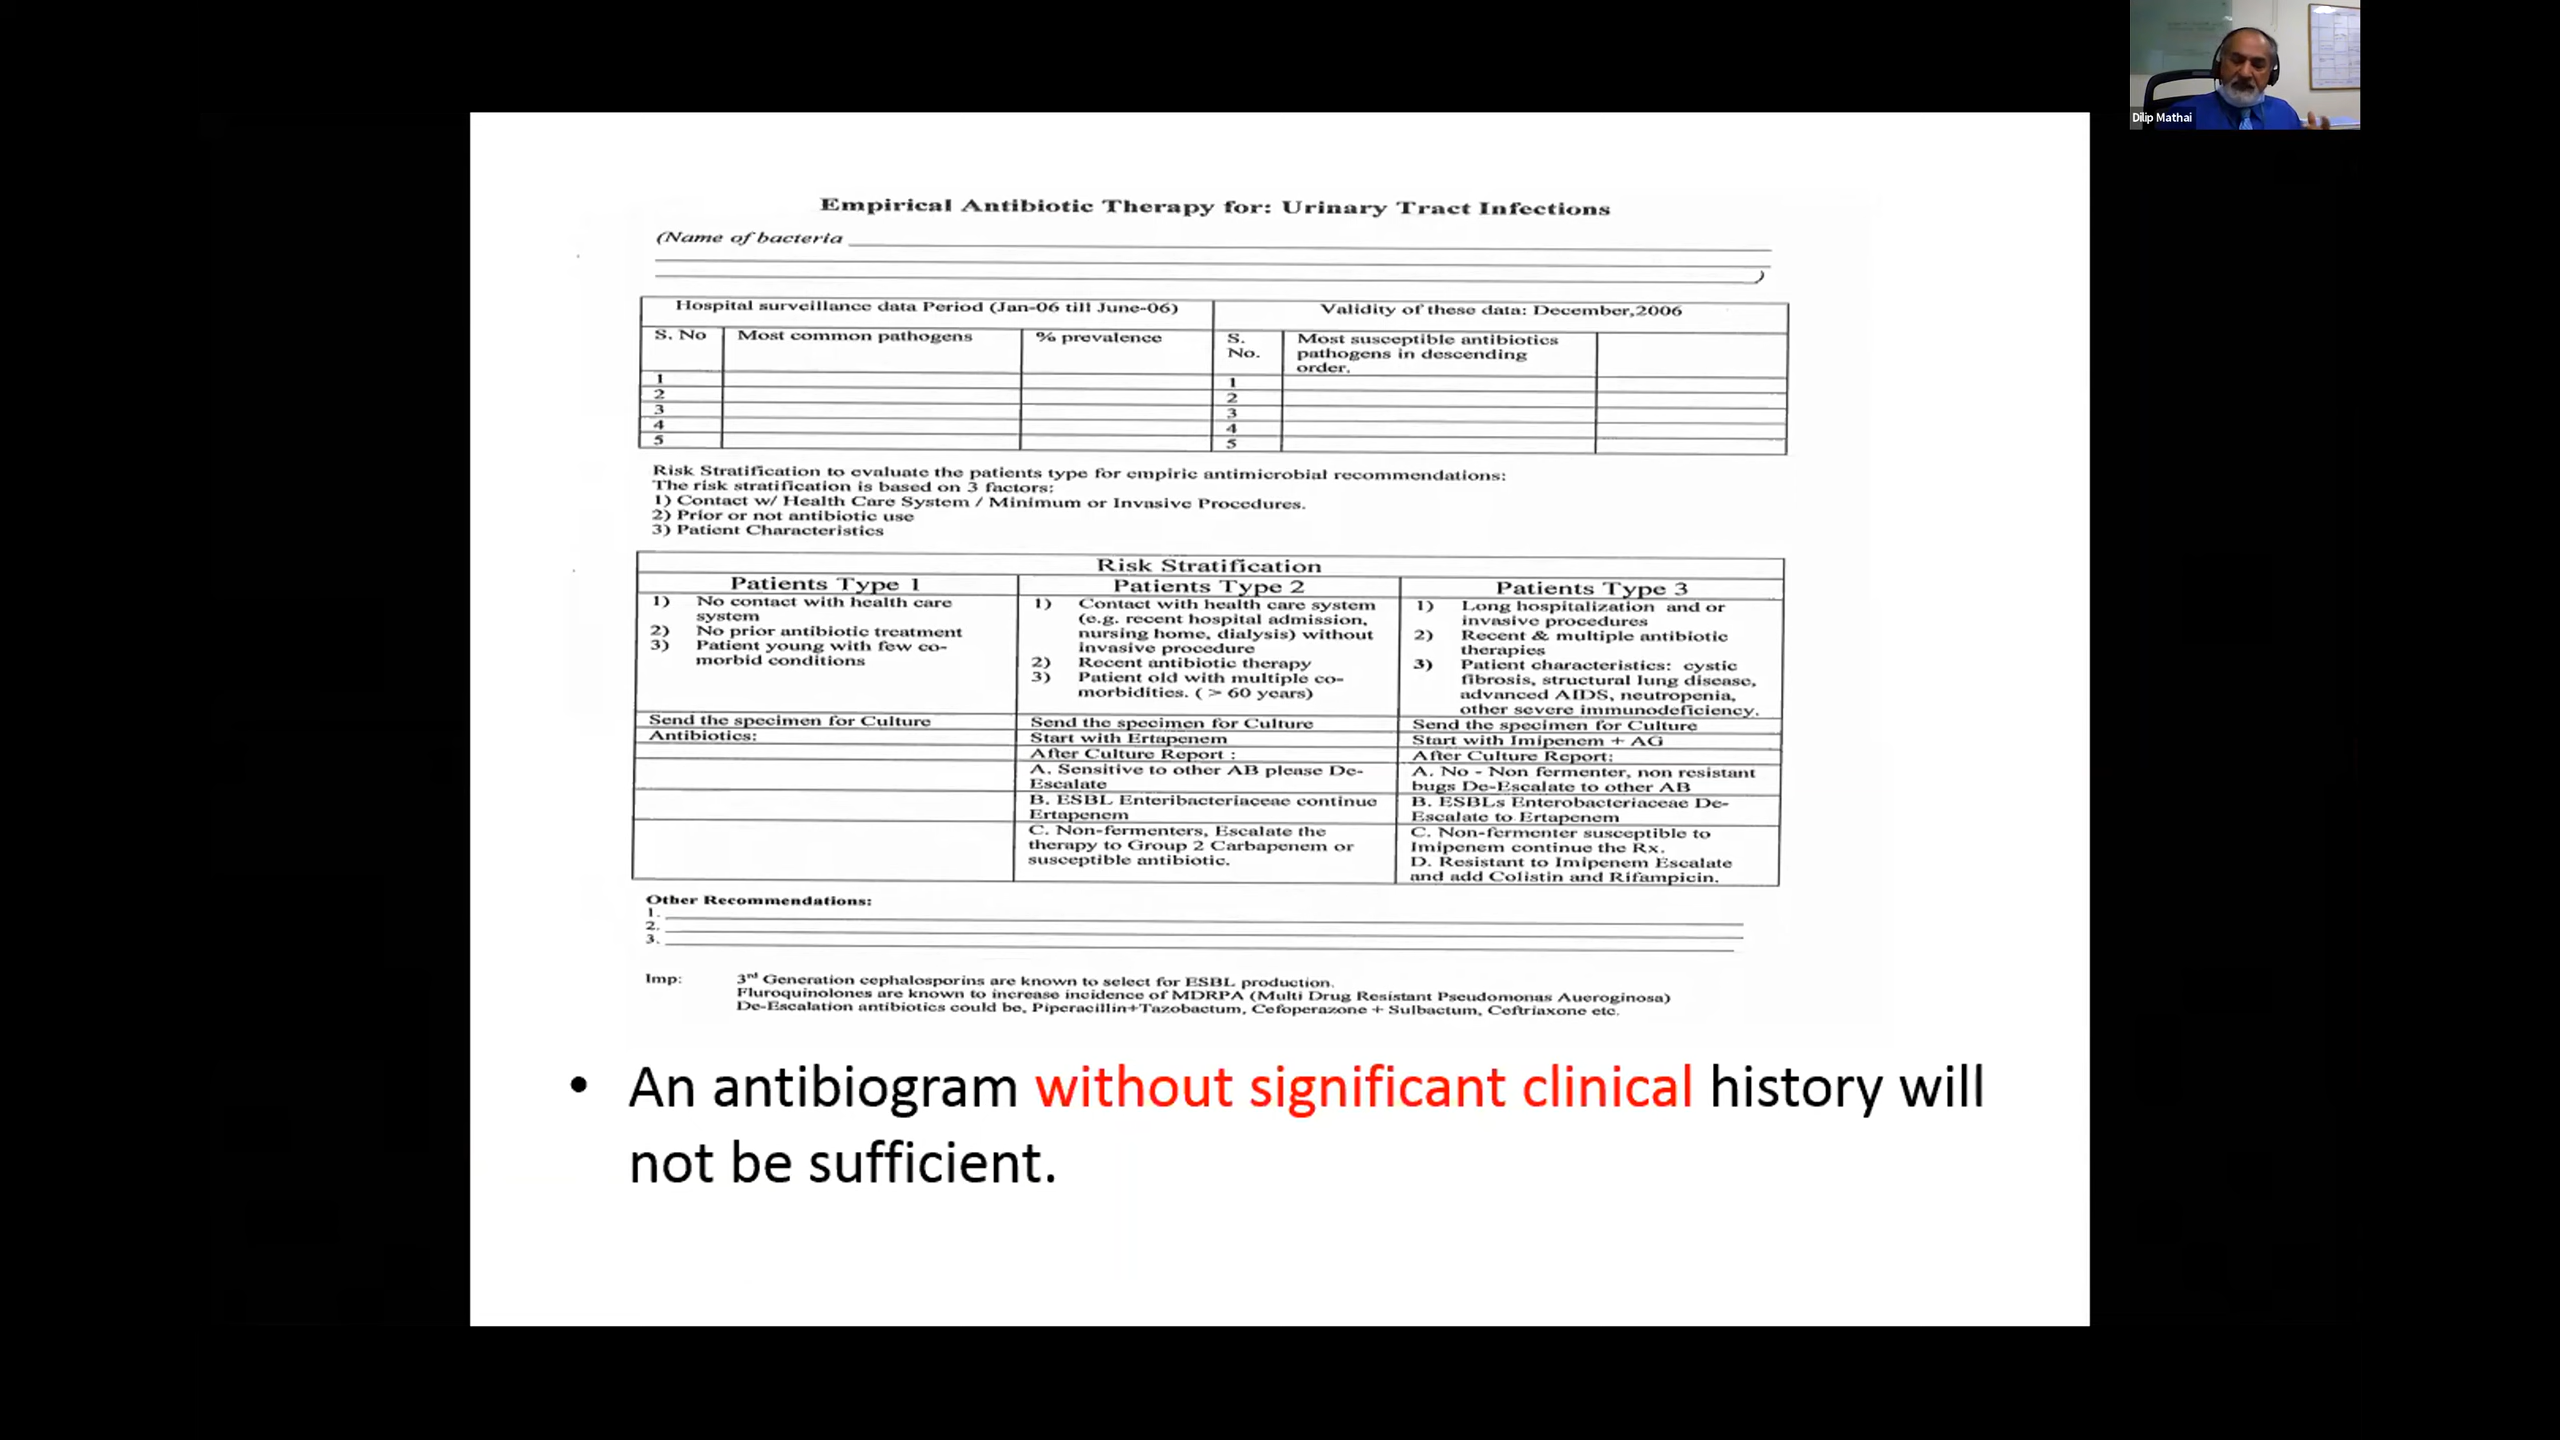 Dilip Mathai
Empirical Antibiotic Therapy for: Urinary Tract Infections
(Name of bacteria
)
Hospital surveillance data Period (Jan-06 till June-06)
Validity of these data: December,2006
S. No
Most common pathogens
% prevalence
S. No.
Most susceptible antibiotics
pathogens in descending
order.
1
1
2
2
3
3
4
4
5
5
Risk Stratification to evaluate the patients type for empiric antimicrobial recommendations:
The risk stratification is based on 3 factors:
1) Contact w/ Health Care System / Minimum or Invasive Procedures.
2) Prior or not antibiotic use
3) Patient Characteristics
Risk Stratification
Patients Type 1
1) No contact with health care
system
2) No prior antibiotic treatment
3) Patient young with few co-
morbid conditions
Send the specimen for Culture
Antibiotics:
Patients Type 2
1) Contact with health care system
(e.g. recent hospital admission,
nursing home, dialysis) without
invasive procedure
2) Recent antibiotic therapy
3) Patient old with multiple co-
morbidities. ( > 60 years)
Send the specimen for Culture
Start with Ertapenem
After Culture Report :
A. Sensitive to other AB please De-
Escalate
B. ESBL Enteribacteriaceae continue
Ertapenem
C. Non-fermenters, Escalate the
therapy to Group 2 Carbapenem or
susceptible antibiotic.
Patients Type 3
1) Long hospitalization and or
invasive procedures
2) Recent & multiple antibiotic
therapies
3) Patient characteristics: cystic
fibrosis, structural lung disease,
advanced AIDS, neutropenia,
other severe immunodeficiency.
Send the specimen for Culture
Start with Imipenem + AG
After Culture Report:
A. No - Non fermenter, non resistant
bugs De-Escalate to other AB
B. ESBLs Enterobacteriaceae De-
Escalate to Ertapenem
C. Non-fermenter susceptible to
Imipenem continue the Rx.
D. Resistant to Imipenem Escalate
and add Colistin and Rifampicin.
Other Recommendations:
1.
2.
3.
Imp: 3rd Generation cephalosporins are known to select for ESBL production.
Fluroquinolones are known to increase incidence of MDRPA (Multi Drug Resistant Pseudomonas Aueroginosa)
De-Escalation antibiotics could be, Piperacillin+Tazobactum, Cefoperazone + Sulbactum, Ceftriaxone etc.
• An antibiogram without significant clinical history will
not be sufficient.